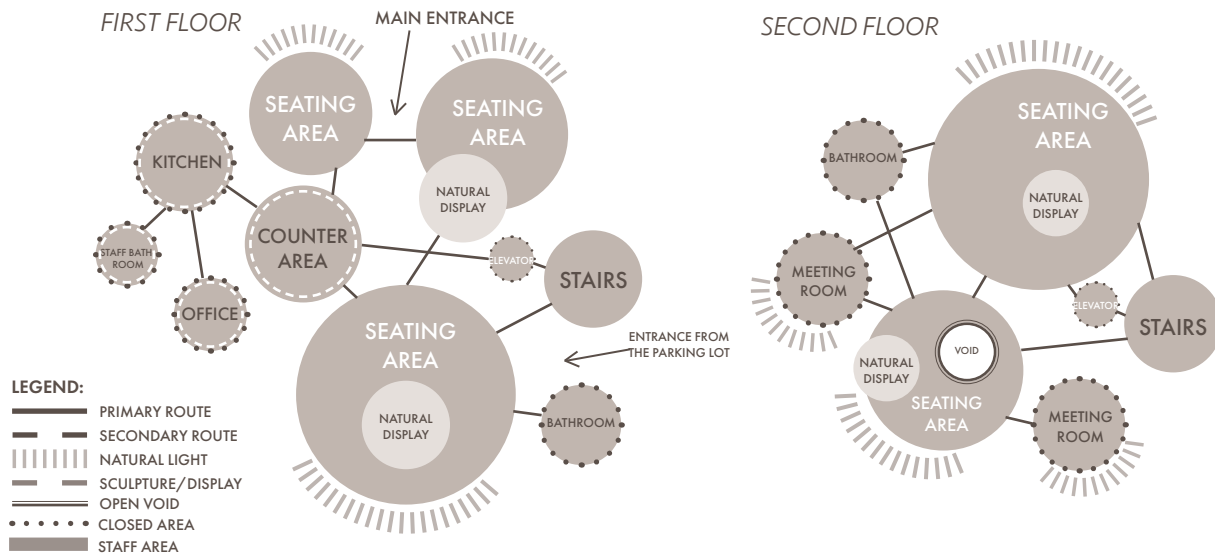 FIRST FLOOR
MAIN ENTRANCE
SEATING
AREA
SEATING
AREA
KITCHEN
NATURAL
DISPLAY
COUNTER
AREA
STAFF BATH
ROOM
ELEVATOR
STAIRS
OFFICE
SEATING
AREA
ENTRANCE FROM
THE PARKING LOT
NATURAL
DISPLAY
BATHROOM
LEGEND:
PRIMARY ROUTE
SECONDARY ROUTE
NATURAL LIGHT
SCULPTURE/DISPLAY
OPEN VOID
CLOSED AREA
STAFF AREA
SECOND FLOOR
SEATING
AREA
BATHROOM
NATURAL
DISPLAY
MEETING
ROOM
ELEVATOR
STAIRS
VOID
NATURAL
DISPLAY
SEATING
AREA
MEETING
ROOM